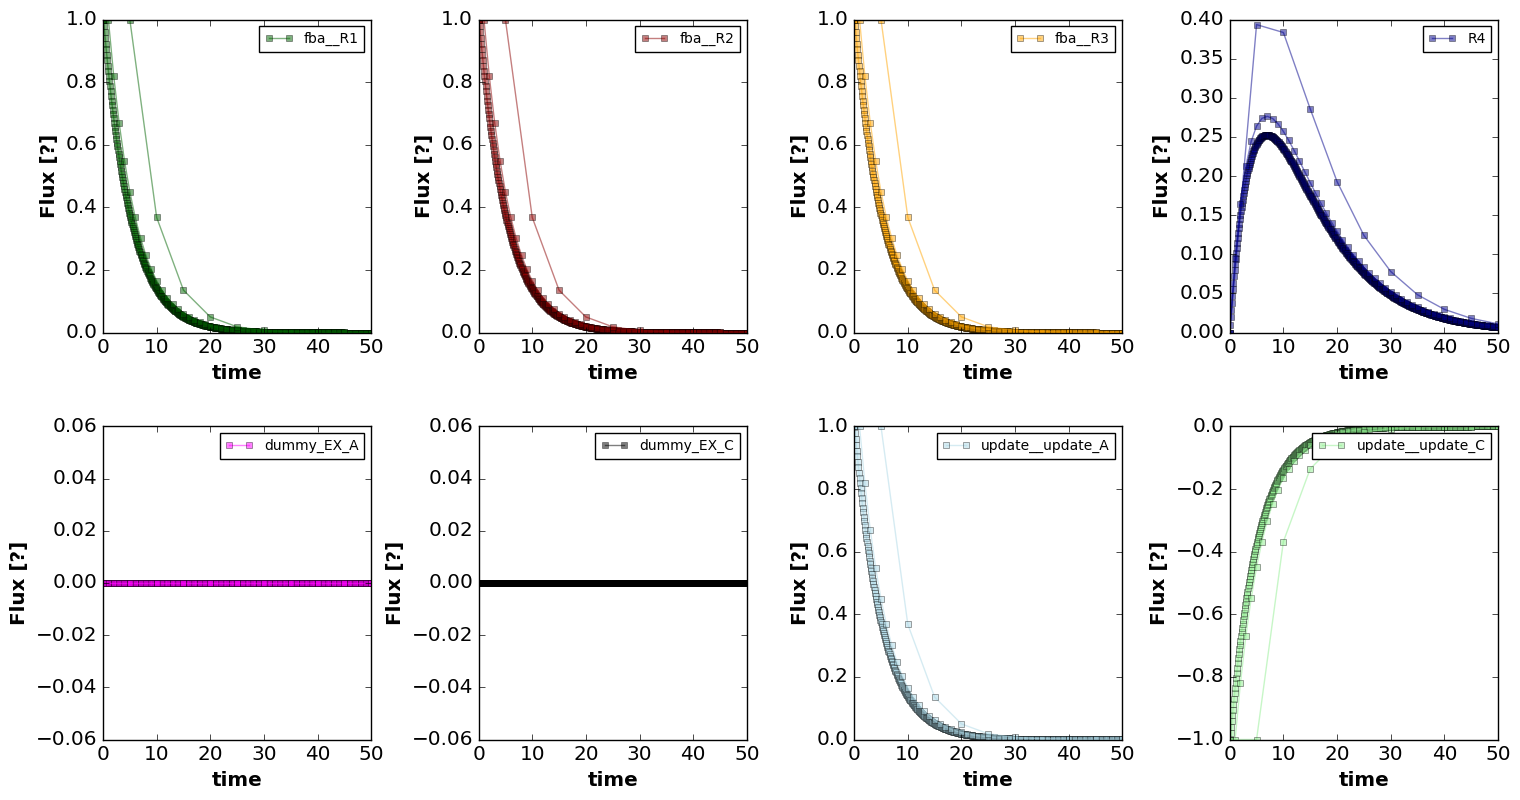 1.0
0.8
0.6
0.4
0.2
0.0
Flux [?]
0 10 20 30 40 50
time
fba__R1
1.0
0.8
0.6
0.4
0.2
0.0
Flux [?]
0 10 20 30 40 50
time
fba__R2
1.0
0.8
0.6
0.4
0.2
0.0
Flux [?]
0 10 20 30 40 50
time
fba__R3
0.40
0.35
0.30
0.25
0.20
0.15
0.10
0.05
0.00
Flux [?]
0 10 20 30 40 50
time
R4
0.06
0.04
0.02
0.00
−0.02
−0.04
−0.06
Flux [?]
0 10 20 30 40 50
time
dummy_EX_A
0.06
0.04
0.02
0.00
−0.02
−0.04
−0.06
Flux [?]
0 10 20 30 40 50
time
dummy_EX_C
1.0
0.8
0.6
0.4
0.2
0.0
Flux [?]
0 10 20 30 40 50
time
update__update_A
0.0
−0.2
−0.4
−0.6
−0.8
−1.0
Flux [?]
0 10 20 30 40 50
time
update__update_C